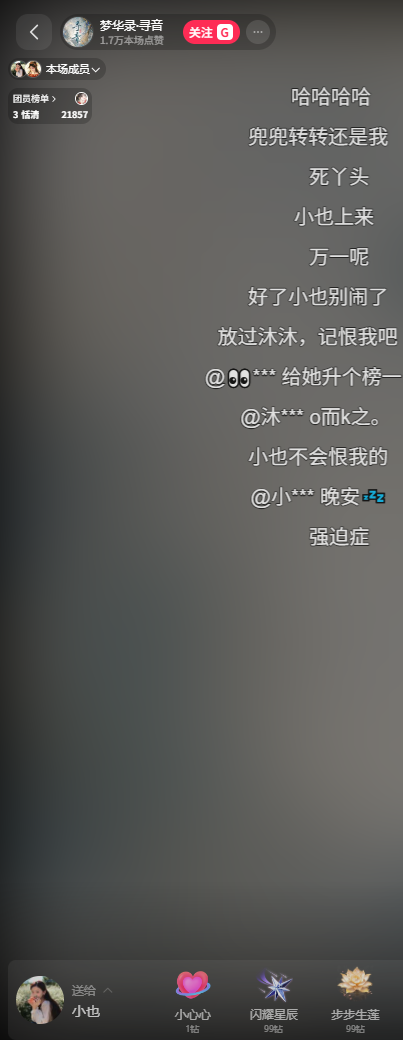 梦华录·寻音
1.7万本场点赞
关注 G
本场成员
团员榜单
3 恬清 21857
哈哈哈哈
兜兜转转还是我
死丫头
小也上来
万一呢
好了小也别闹了
放过沐沐，记恨我吧
@👀*** 给她升个榜一
@沐*** o而k之。
小也不会恨我的
@小*** 晚安💤
强迫症
送给
小也
小心心
1钻
闪耀星辰
99钻
步步生莲
99钻